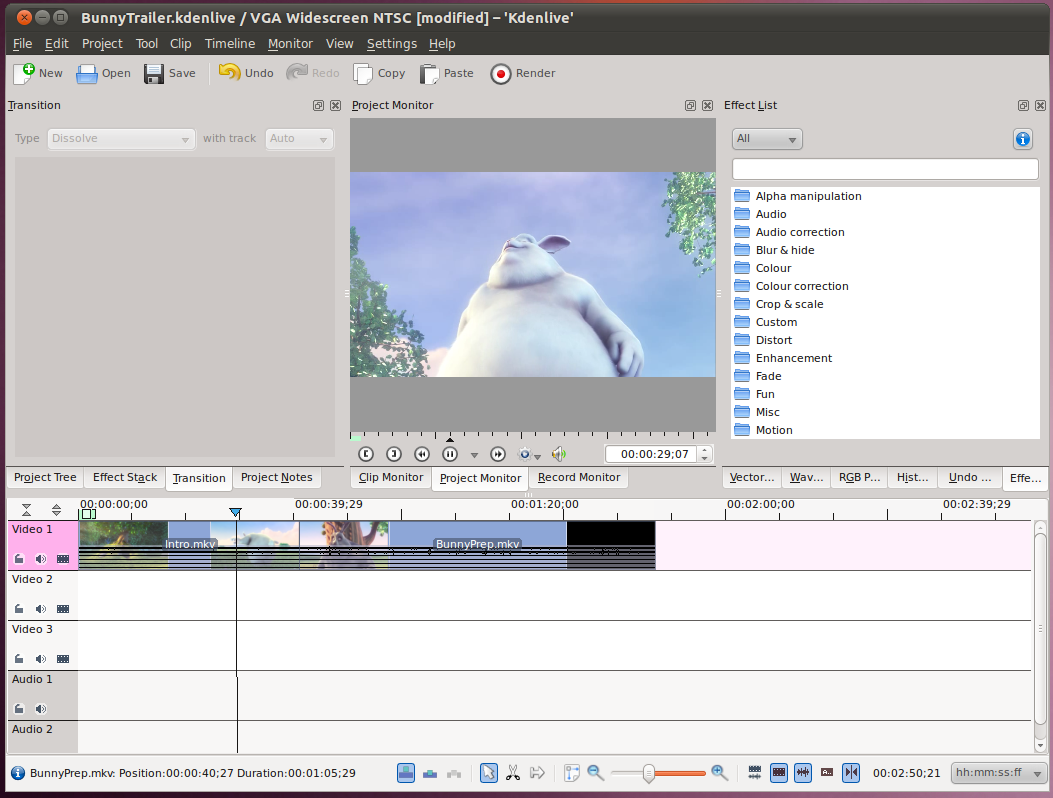 BunnyTrailer.kdenlive / VGA Widescreen NTSC [modified] – 'Kdenlive'
File Edit Project Tool Clip Timeline Monitor View Settings Help
New Open Save Undo Redo Copy Paste Render
Transition
Type Dissolve with track Auto
Project Monitor
00:00:29;07
Effect List
All
Alpha manipulation
Audio
Audio correction
Blur & hide
Colour
Colour correction
Crop & scale
Custom
Distort
Enhancement
Fade
Fun
Misc
Motion
Project Tree Effect Stack Transition Project Notes
Clip Monitor Project Monitor Record Monitor
Vector... Wav... RGB P... Hist... Undo ... Effe...
00:00:00;00 00:00:39;29 00:01:20;00 00:02:00;00 00:02:39;29
Video 1
Intro.mkv BunnyPrep.mkv
Video 2
Video 3
Audio 1
Audio 2
BunnyPrep.mkv: Position:00:00:40;27 Duration:00:01:05;29
00:02:50;21 hh:mm:ss:ff